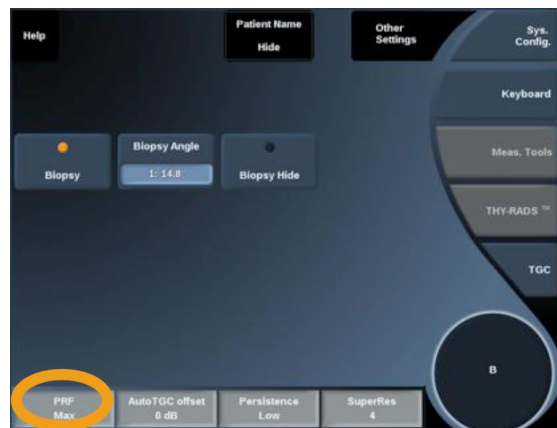 Help
Patient Name
Hide
Other
Settings
Sys.
Config.
Keyboard
Biopsy
Biopsy Angle
1: 14.8
Biopsy Hide
Meas. Tools
THY-RADS ™
TGC
B
PRF
Max
AutoTGC offset
0 dB
Persistence
Low
SuperRes
4